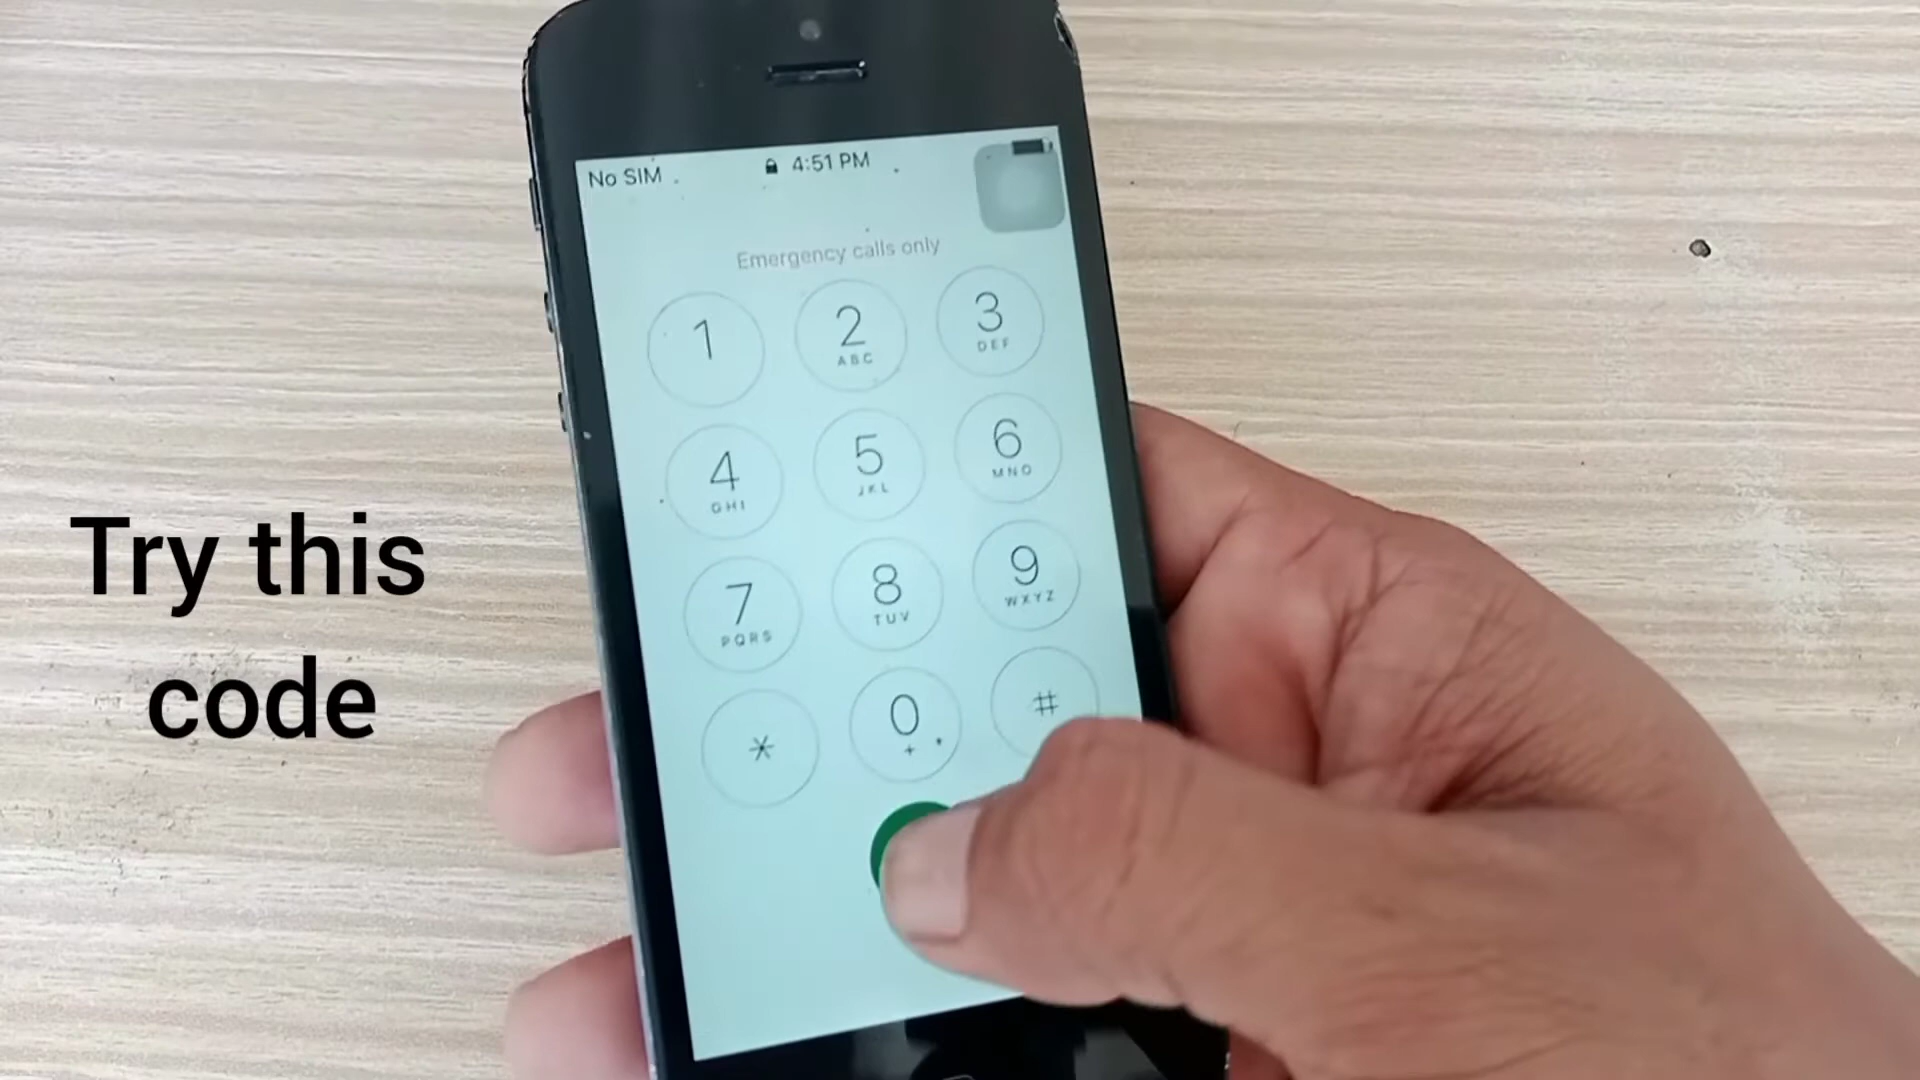 No SIM 4:51 PM
Emergency calls only
1 2 3
ABC DEF
4 5 6
GHI JKL MNO
7 8 9
PQRS TUV WXYZ
* 0 #
+
Try this
code